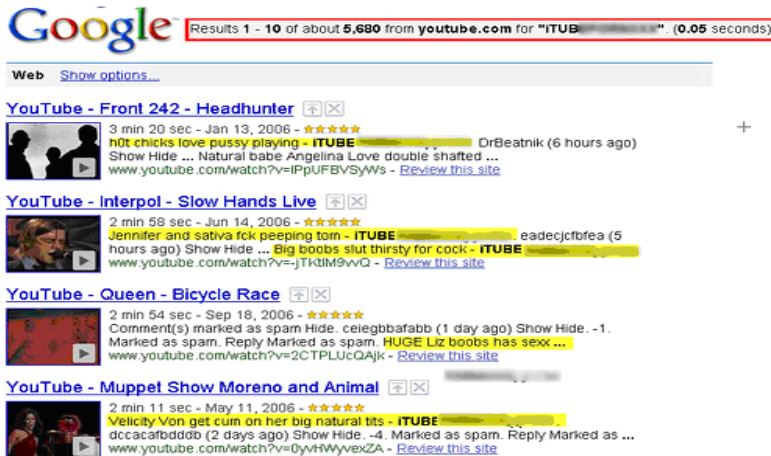 Google™ Results 1 - 10 of about 5,680 from youtube.com for "iTUB ". (0.05 seconds)
Web Show options...
YouTube - Front 242 - Headhunter
3 min 20 sec - Jan 13, 2006 -
h0t chicks love pussy playing - iTUBE DrBeatnik (6 hours ago)
Show Hide ... Natural babe Angelina Love double shafted ...
www.youtube.com/watch?v=IPpUFBVSyWs - Review this site
YouTube - Interpol - Slow Hands Live
2 min 58 sec - Jun 14, 2006 -
Jennifer and sativa fck peeping tom - iTUBE . eadecjcfbfea (5
hours ago) Show Hide ... Big boobs slut thirsty for cock - iTUBE
www.youtube.com/watch?v=-jTktlM9vvQ - Review this site
YouTube - Queen - Bicycle Race
2 min 54 sec - Sep 18, 2006 -
Comment(s) marked as spam Hide. ceiegbbafabb (1 day ago) Show Hide. -1.
Marked as spam. Reply Marked as spam. HUGE Liz boobs has sexx ...
www.youtube.com/watch?v=2CTPLUcQAjk - Review this site
YouTube - Muppet Show Moreno and Animal
2 min 11 sec - May 11, 2006 -
Velicity Von get cum on her big natural tits - iTUBE .
dccacafbdddb (2 days ago) Show Hide. -4. Marked as spam. Reply Marked as ...
www.youtube.com/watch?v=0yvHWyvexZA - Review this site